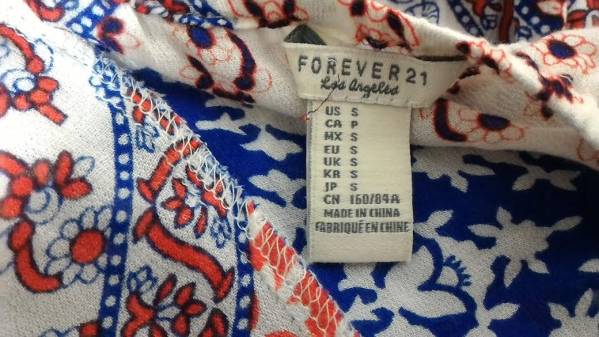 FOREVER 21
Los Angeles
US S
CA P
MX S
EU S
UK S
KR S
JP S
CN 160/84A
MADE IN CHINA
FABRIQUÉ EN CHINE